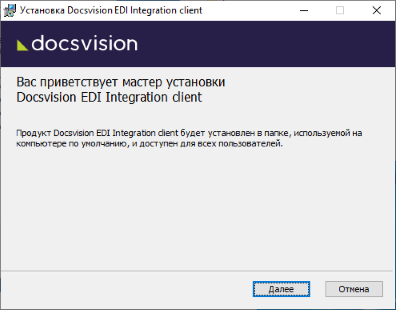 Установка Docsvision EDI Integration client
docsvision
Вас приветствует мастер установки
Docsvision EDI Integration client
Продукт Docsvision EDI Integration client будет установлен в папке, используемой на
компьютере по умолчанию, и доступен для всех пользователей.
Далее
Отмена